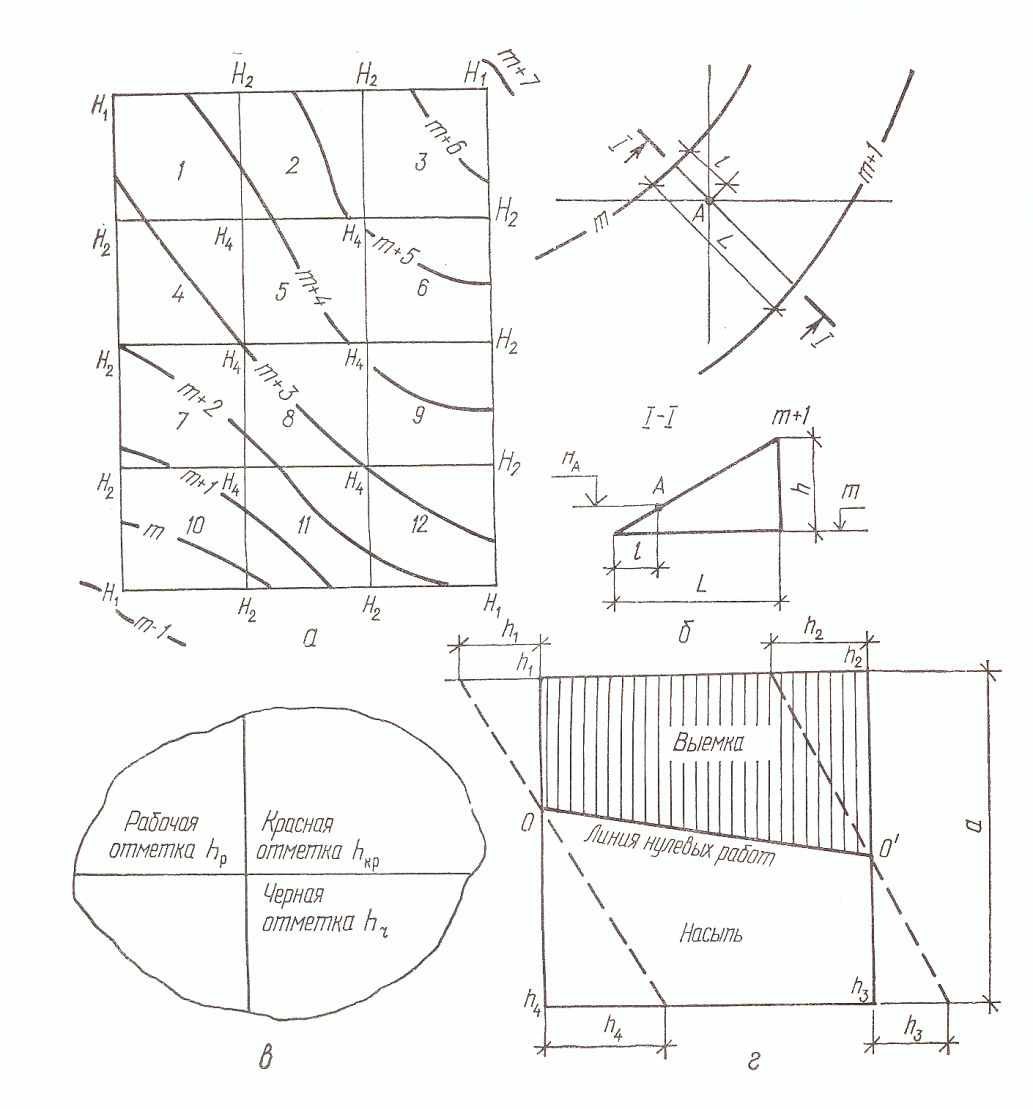 H₂ H₂ H₁ m+7
H₁
m+6
1 2 3
H₂ H₄ H₄ H₂
m+5
4 5 m+4 6
H₂ H₄ H₄ H₂
m+3
m+2
7 8 9
H₂ m+1 H₄ H₄ H₂
m 10 11 12
H₁ H₂ H₂ H₁
m-1
а
I l m+1
m A L
I
I-I
m+1
H_A A h m
l
L
б
Рабочая
отметка hр
Красная
отметка hкр
Черная
отметка hч
в
h₁ h₂
h₁ h₂
Выемка
a
O Линия нулевых работ O'
Насыпь
h₄ h₃
h₄ h₃
г